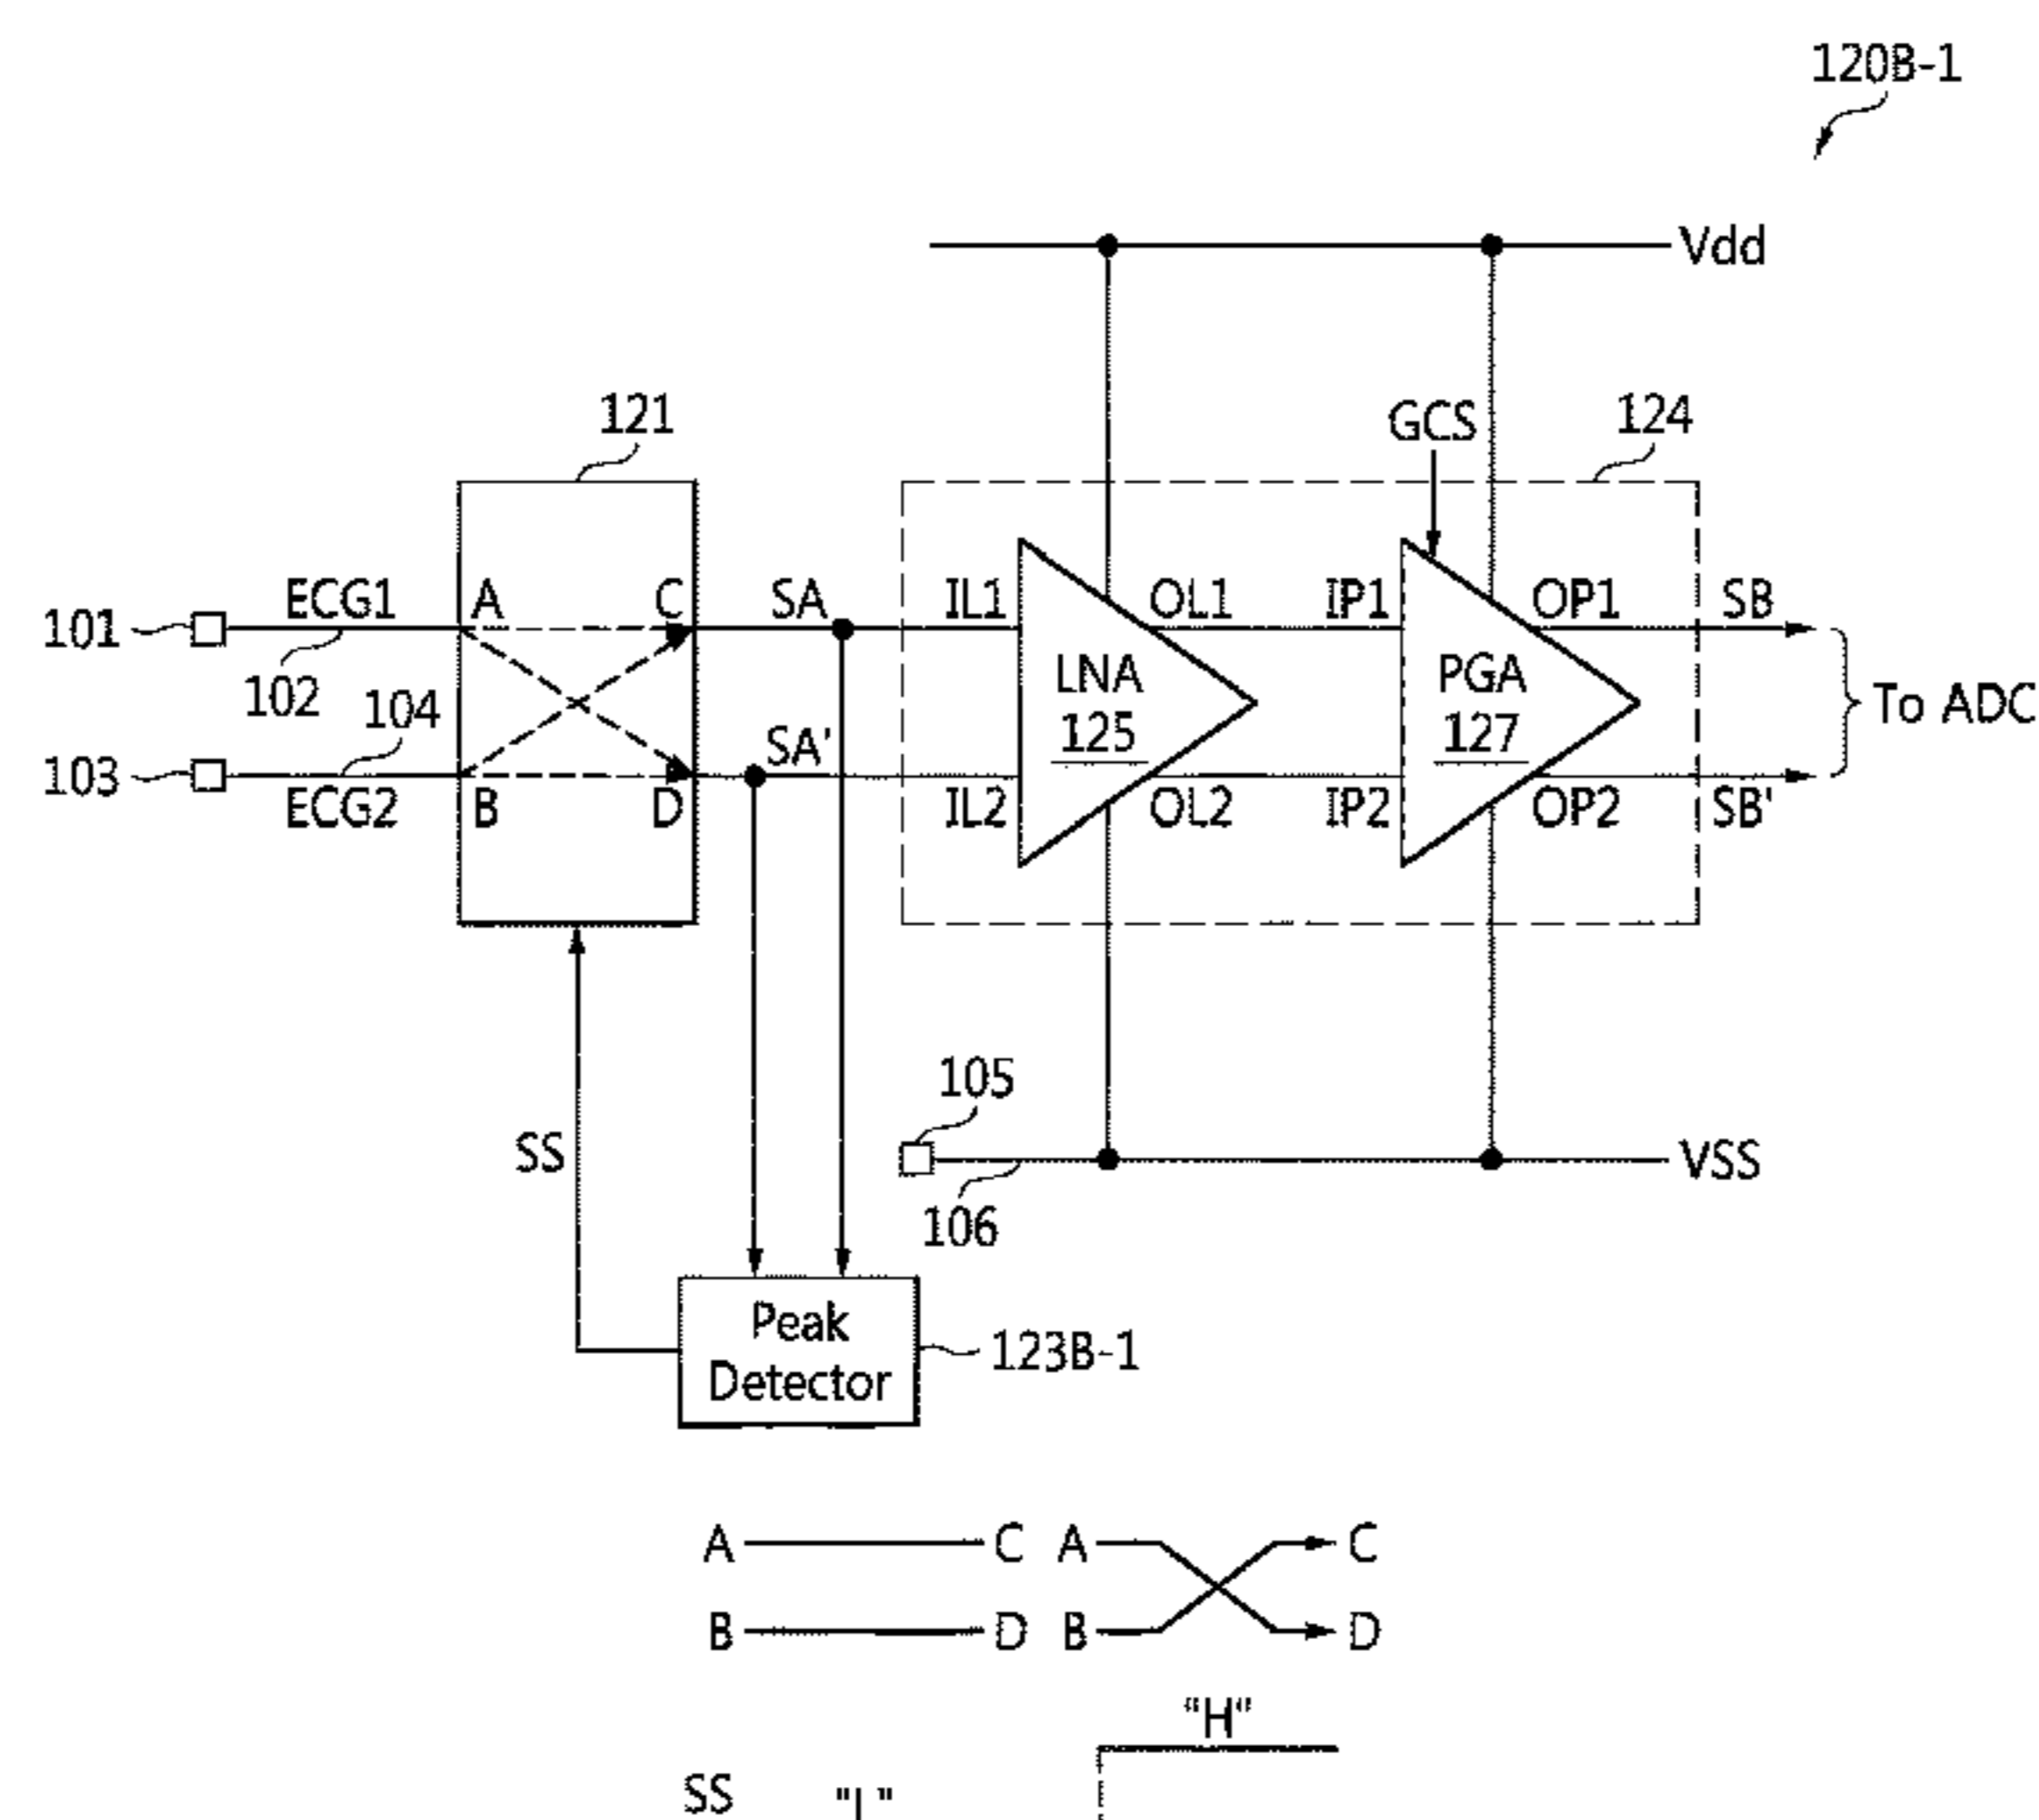 120B-1
Vdd
121
GCS
124
ECG1 A C SA IL1 OL1 IP1 OP1 SB
101
102
104
LNA
125
PGA
127
To ADC
103
SA'
ECG2 B D IL2 OL2 IP2 OP2 SB'
105
SS
VSS
106
Peak
Detector
123B-1
A C A C
B D B D
"H"
SS "L"